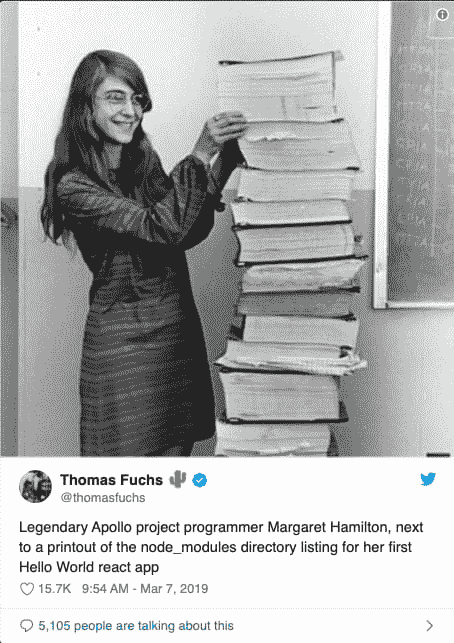 Thomas Fuchs
@thomasfuchs
Legendary Apollo project programmer Margaret Hamilton, next
to a printout of the node_modules directory listing for her first
Hello World react app
15.7K 9:54 AM - Mar 7, 2019
5,105 people are talking about this